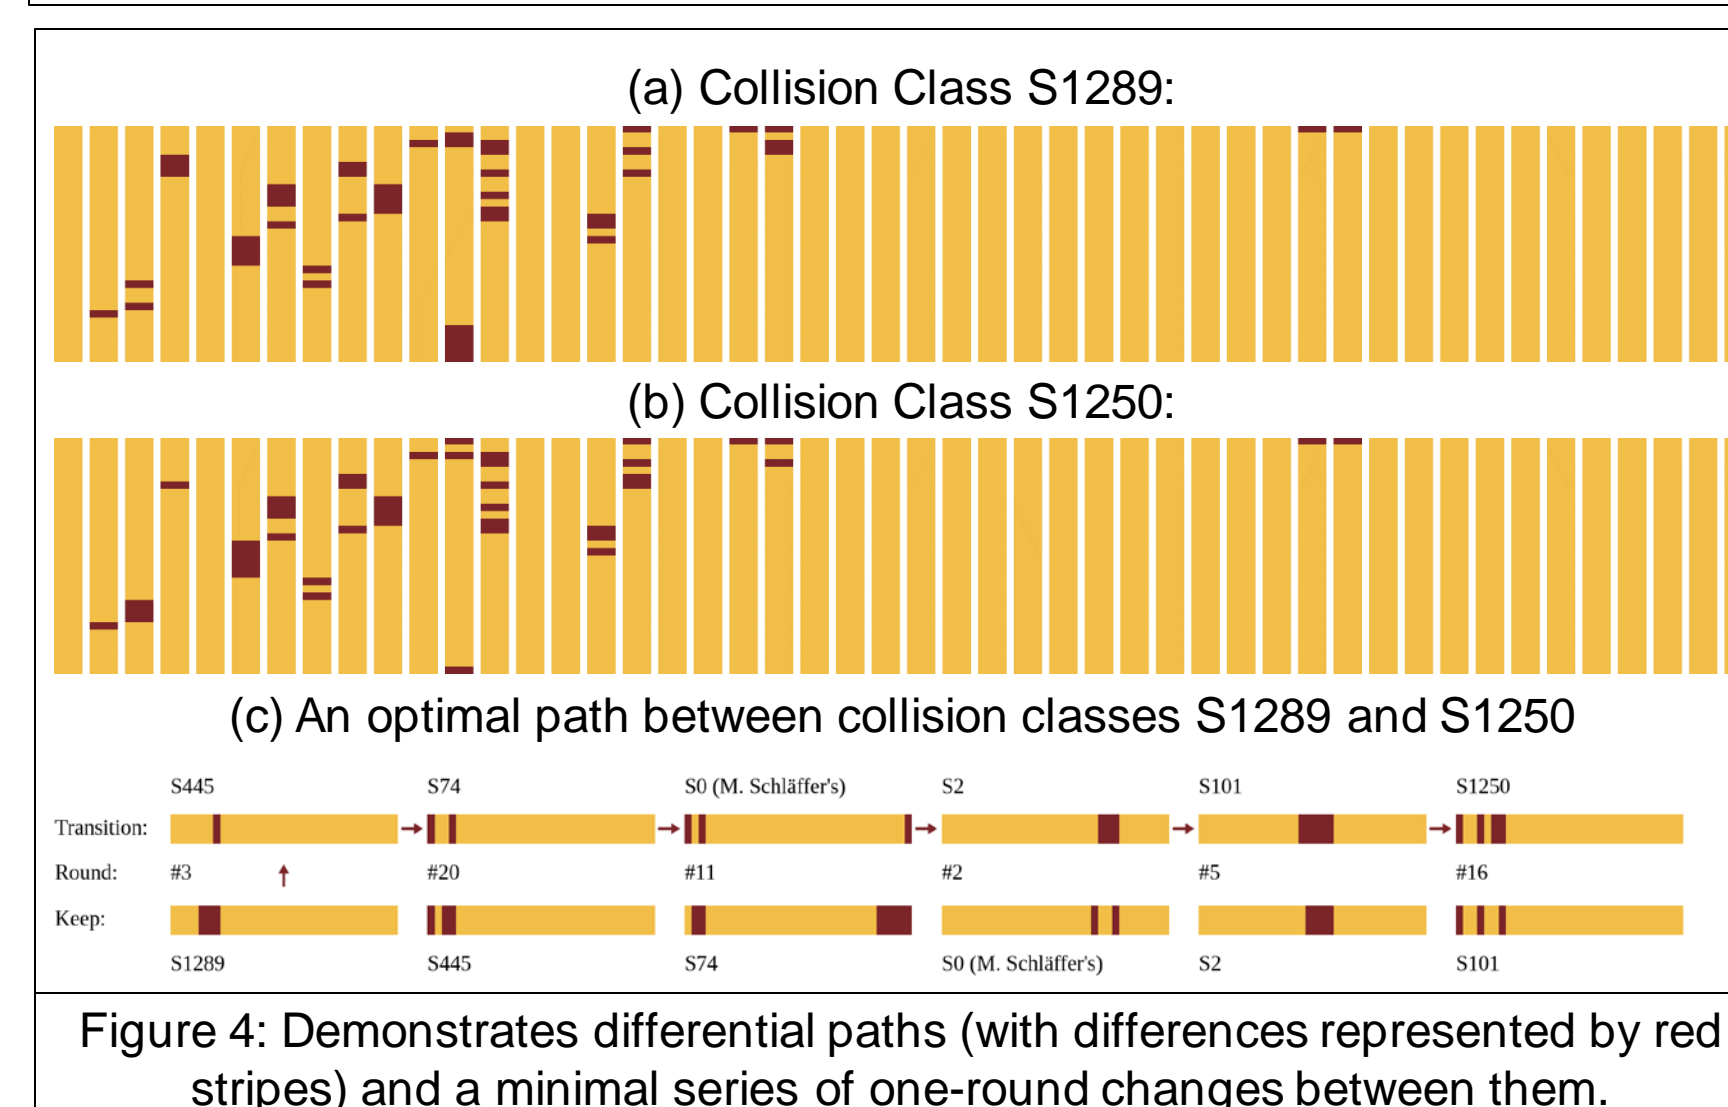 (a) Collision Class S1289:
(b) Collision Class S1250:
(c) An optimal path between collision classes S1289 and S1250
S445 S74 S0 (M. Schläffer's) S2 S101 S1250
Transition:
Round: #3 #20 #11 #2 #5 #16
Keep:
S1289 S445 S74 S0 (M. Schläffer's) S2 S101
Figure 4: Demonstrates differential paths (with differences represented by red
stripes) and a minimal series of one-round changes between them.